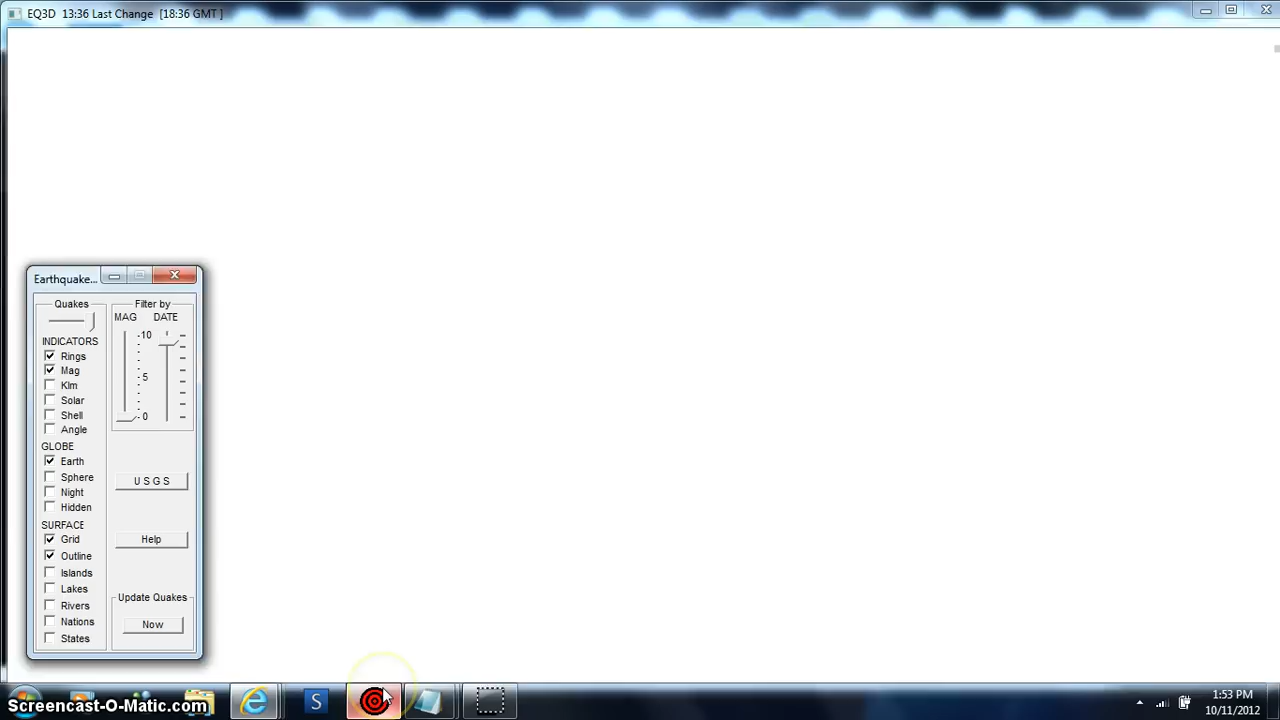 EQ3D 13:36 Last Change [18:36 GMT ]
Earthquake...
Quakes
Filter by
MAG DATE
10
5
0
INDICATORS
Rings
Mag
Klm
Solar
Shell
Angle
GLOBE
Earth
Sphere
Night
Hidden
SURFACE
Grid
Outline
Islands
Lakes
Rivers
Nations
States
U S G S
Help
Update Quakes
Now
S
Screencast-O-Matic.com
1:53 PM
10/11/2012